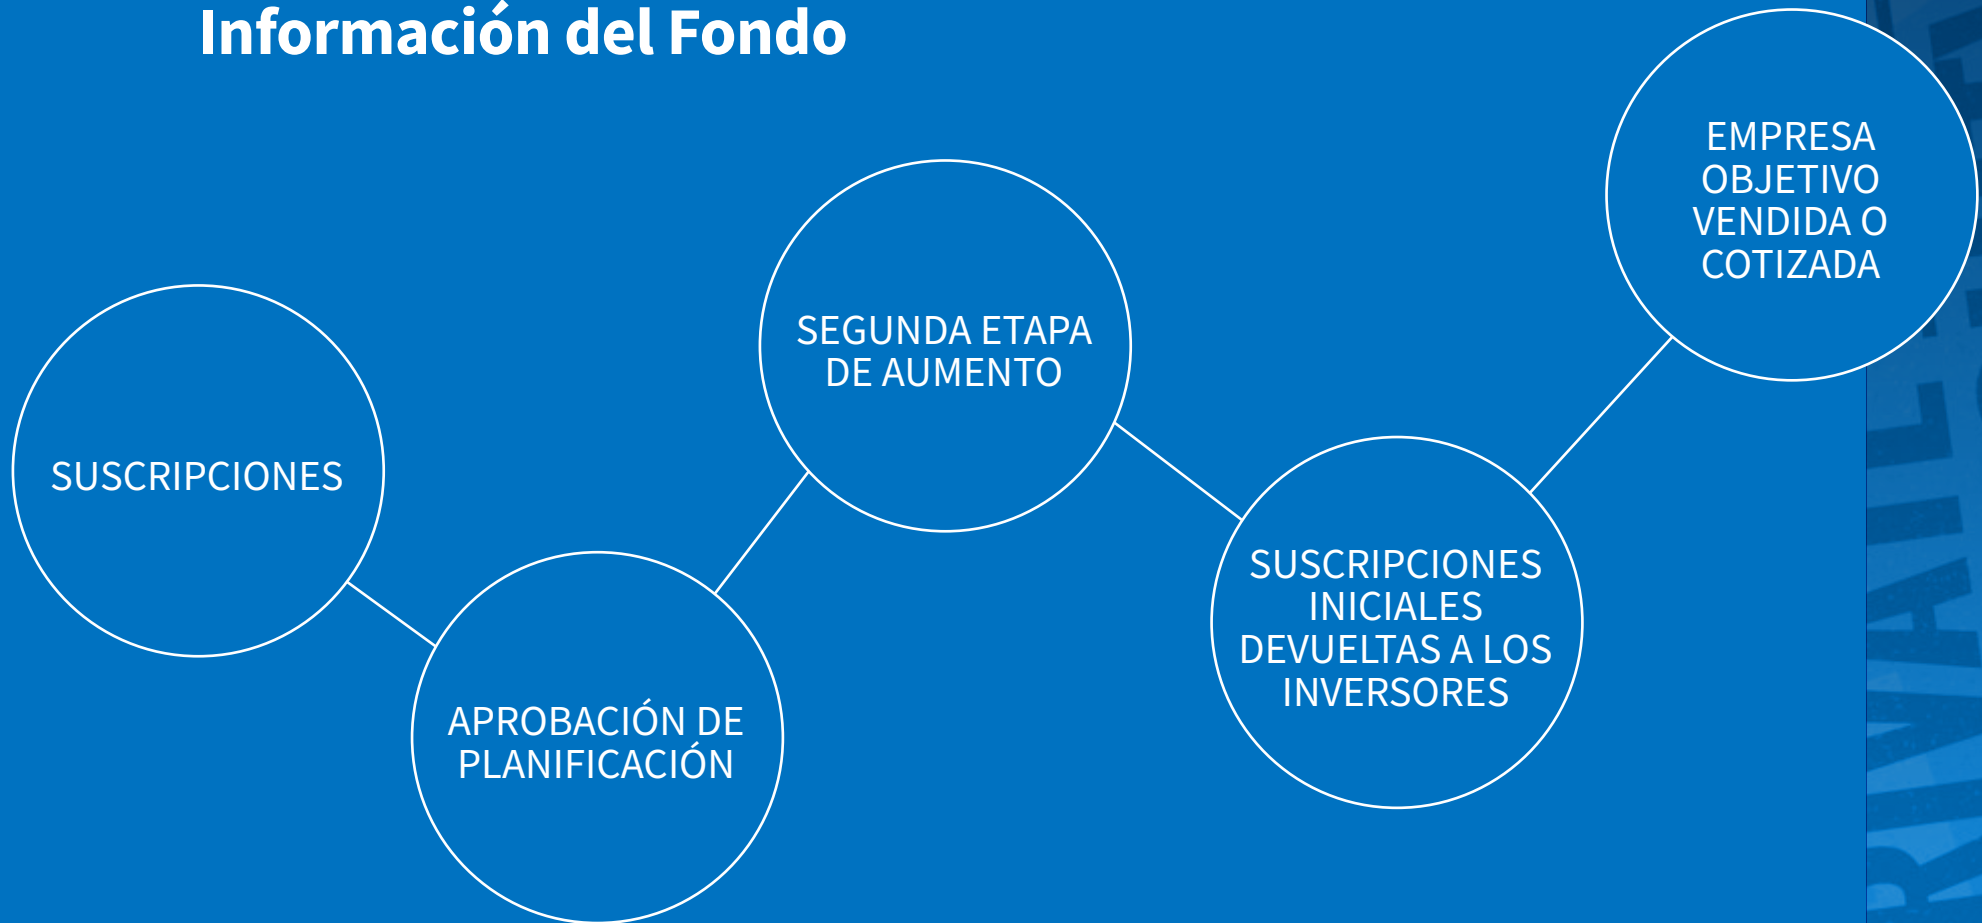 Información del Fondo
SUSCRIPCIONES
APROBACIÓN DE
PLANIFICACIÓN
SEGUNDA ETAPA
DE AUMENTO
SUSCRIPCIONES
INICIALES
DEVUELTAS A LOS
INVERSORES
EMPRESA
OBJETIVO
VENDIDA O
COTIZADA